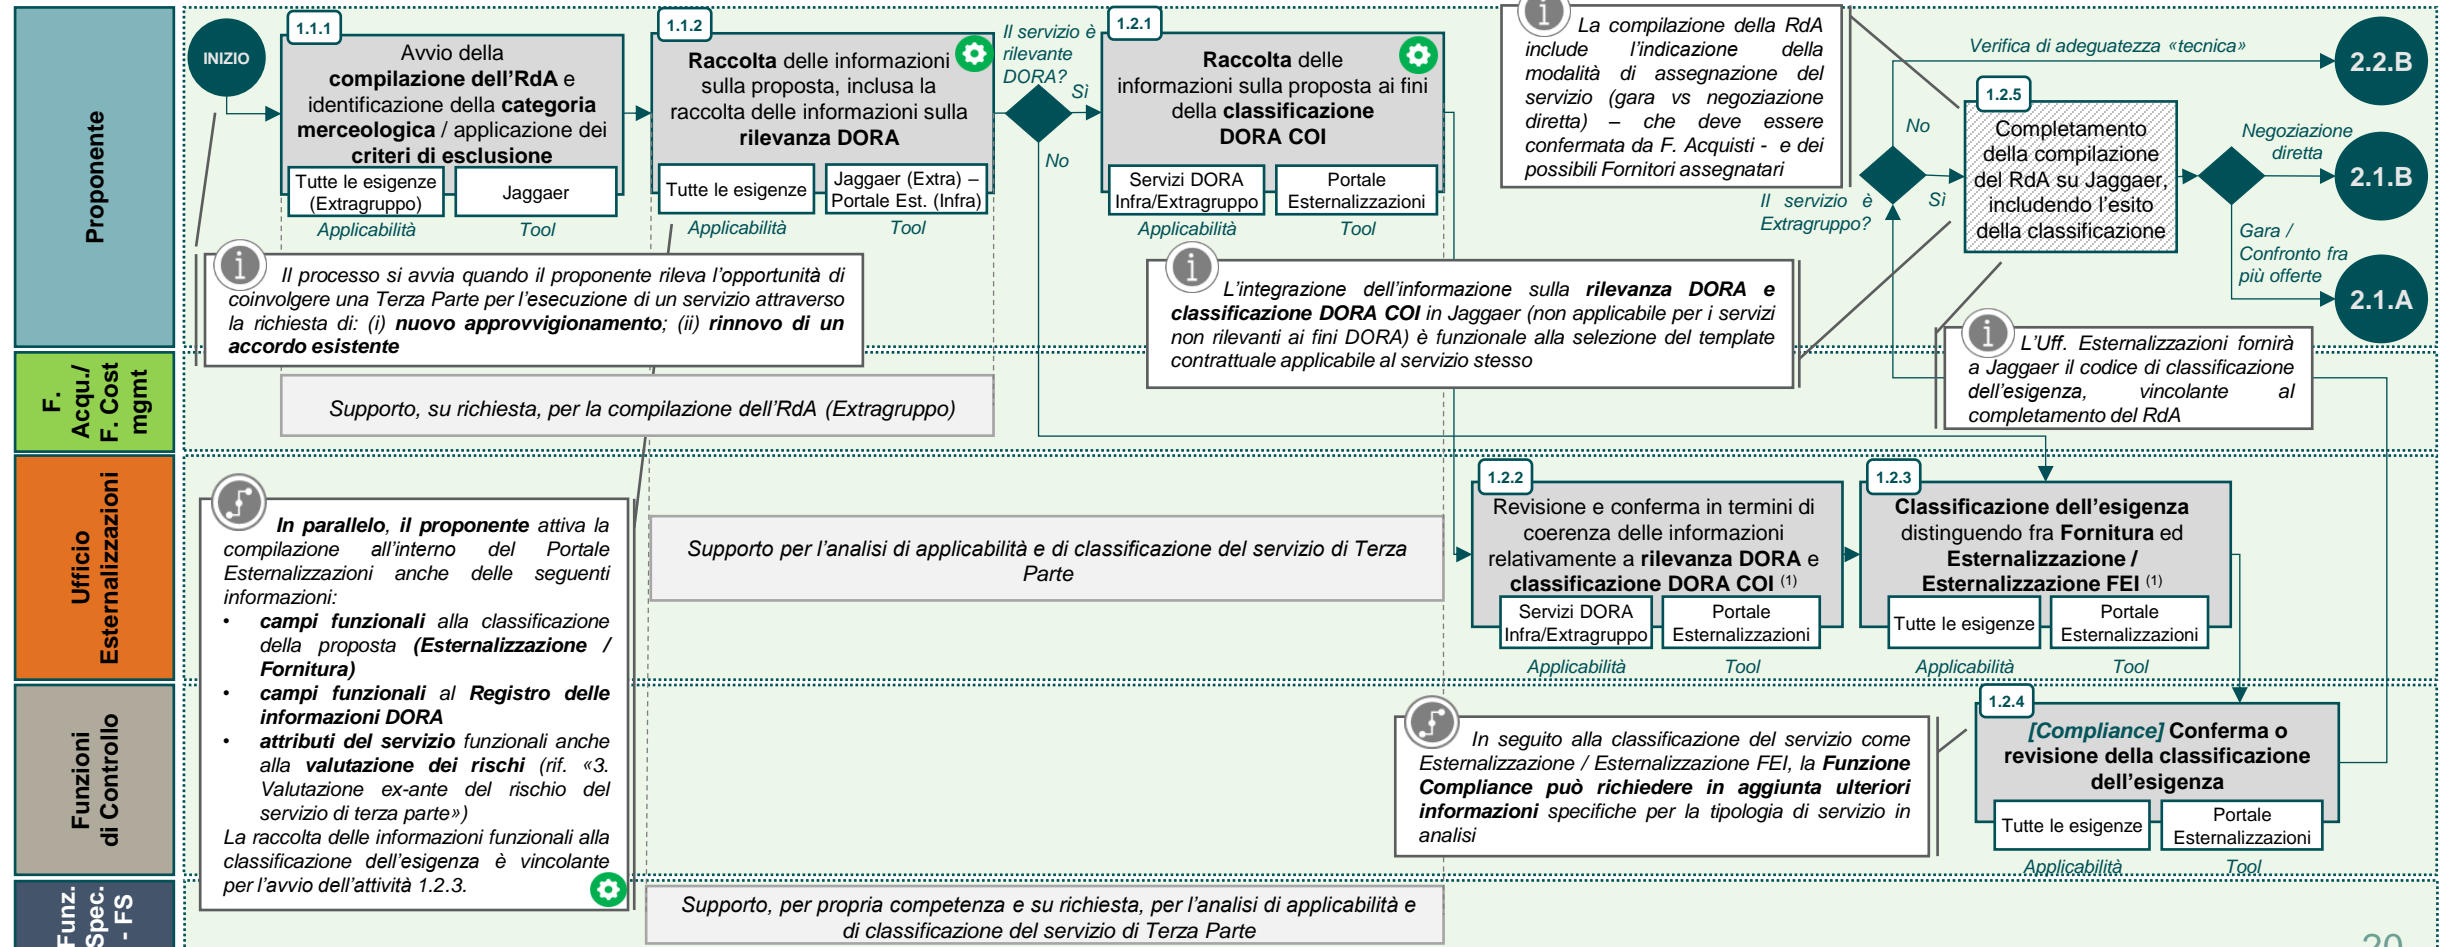 Proponente
INIZIO
1.1.1
Avvio della
compilazione dell'RdA e
identificazione della categoria
merceologica / applicazione dei
criteri di esclusione
Tutte le esigenze
(Extragruppo)
Jaggaer
Applicabilità
Tool
1.1.2
Raccolta delle informazioni
sulla proposta, inclusa la
raccolta delle informazioni sulla
rilevanza DORA
Tutte le esigenze
Jaggaer (Extra) –
Portale Est. (Infra)
Applicabilità
Tool
Il servizio è
rilevante
DORA?
Sì
No
1.2.1
Raccolta delle
informazioni sulla proposta ai fini
della classificazione
DORA COI
Servizi DORA
Infra/Extragruppo
Portale
Esternalizzazioni
Applicabilità
Tool
i
La compilazione della RdA
include l'indicazione della
modalità di assegnazione del
servizio (gara vs negoziazione
diretta) – che deve essere
confermata da F. Acquisti - e dei
possibili Fornitori assegnatari
Verifica di adeguatezza «tecnica»
2.2.B
No
Il servizio è
Extragruppo?
Sì
1.2.5
Completamento
della compilazione
del RdA su Jaggaer,
includendo l'esito
della classificazione
Negoziazione
diretta
2.1.B
Gara /
Confronto fra
più offerte
2.1.A
i
Il processo si avvia quando il proponente rileva l'opportunità di
coinvolgere una Terza Parte per l'esecuzione di un servizio attraverso
la richiesta di: (i) nuovo approvvigionamento; (ii) rinnovo di un
accordo esistente
i
L'integrazione dell'informazione sulla rilevanza DORA e
classificazione DORA COI in Jaggaer (non applicabile per i servizi
non rilevanti ai fini DORA) è funzionale alla selezione del template
contrattuale applicabile al servizio stesso
i
L'Uff. Esternalizzazioni fornirà
a Jaggaer il codice di classificazione
dell'esigenza, vincolante al
completamento del RdA
F.
Acqu./
F. Cost
mgmt
Supporto, su richiesta, per la compilazione dell'RdA (Extragruppo)
Ufficio
Esternalizzazioni
In parallelo, il proponente attiva la
compilazione all'interno del Portale
Esternalizzazioni anche delle seguenti
informazioni:
• campi funzionali alla classificazione
della proposta (Esternalizzazione /
Fornitura)
• campi funzionali al Registro delle
informazioni DORA
• attributi del servizio funzionali anche
alla valutazione dei rischi (rif. «3.
Valutazione ex-ante del rischio del
servizio di terza parte»)
La raccolta delle informazioni funzionali alla
classificazione dell'esigenza è vincolante
per l'avvio dell'attività 1.2.3.
Supporto per l'analisi di applicabilità e di classificazione del servizio di Terza
Parte
1.2.2
Revisione e conferma in termini di
coerenza delle informazioni
relativamente a rilevanza DORA e
classificazione DORA COI (1)
Servizi DORA
Infra/Extragruppo
Portale
Esternalizzazioni
Applicabilità
Tool
1.2.3
Classificazione dell'esigenza
distinguendo fra Fornitura ed
Esternalizzazione /
Esternalizzazione FEI (1)
Tutte le esigenze
Portale
Esternalizzazioni
Applicabilità
Tool
Funzioni
di Controllo
In seguito alla classificazione del servizio come
Esternalizzazione / Esternalizzazione FEI, la Funzione
Compliance può richiedere in aggiunta ulteriori
informazioni specifiche per la tipologia di servizio in
analisi
1.2.4
[Compliance] Conferma o
revisione della classificazione
dell'esigenza
Tutte le esigenze
Portale
Esternalizzazioni
Applicabilità
Tool
Funz.
Spec.
- FS
Supporto, per propria competenza e su richiesta, per l'analisi di applicabilità e
di classificazione del servizio di Terza Parte
20